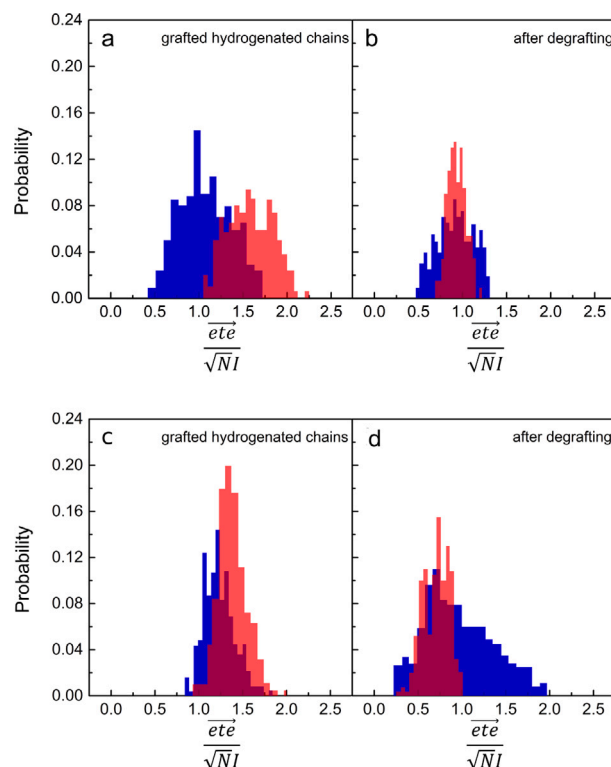 0.24
a
grafted hydrogenated chains
b
after degrafting
0.20
0.16
0.12
0.08
0.04
0.00
Probability
0.0 0.5 1.0 1.5 2.0 2.5
0.0 0.5 1.0 1.5 2.0 2.5
ete
√NI
ete
√NI
0.24
c
grafted hydrogenated chains
d
after degrafting
0.20
0.16
0.12
0.08
0.04
0.00
Probability
0.0 0.5 1.0 1.5 2.0 2.5
0.0 0.5 1.0 1.5 2.0 2.5
ete
√NI
ete
√NI